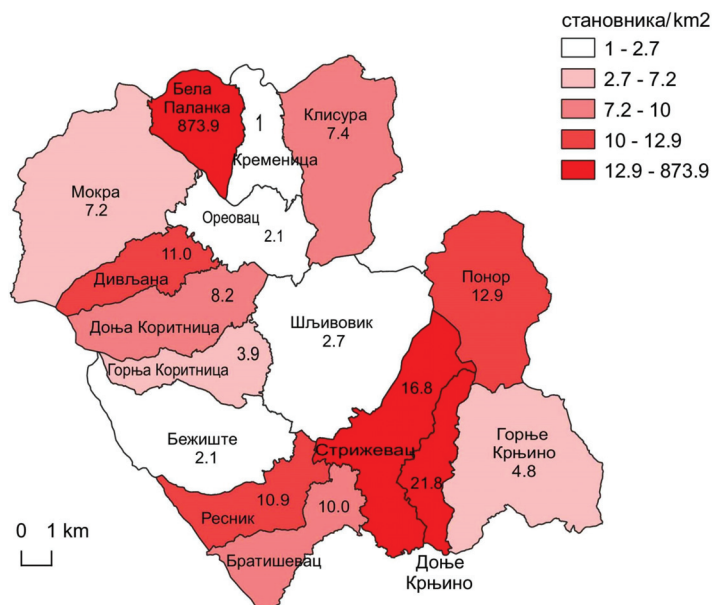 становника/km2
1 - 2.7
2.7 - 7.2
7.2 - 10
10 - 12.9
12.9 - 873.9
Бела
Паланка
873.9
1
Кременица
Клисура
7.4
Мокра
7.2
Ореовац
2.1
11.0
Дивљана
Понор
12.9
8.2
Доња Коритница
Шљивовик
2.7
3.9
Горња Коритница
16.8
Стрижевац
Бежиште
2.1
Горње
Крњино
4.8
21.8
10.9
Ресник
10.0
Братишевац
Доње
Крњино
0 1 km